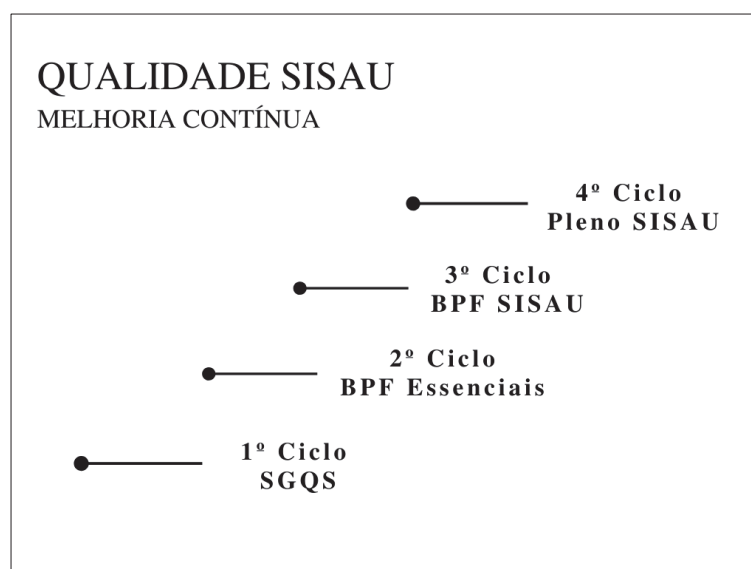 QUALIDADE SISAU
MELHORIA CONTÍNUA
4º Ciclo
Pleno SISAU
3º Ciclo
BPF SISAU
2º Ciclo
BPF Essenciais
1º Ciclo
SGQS